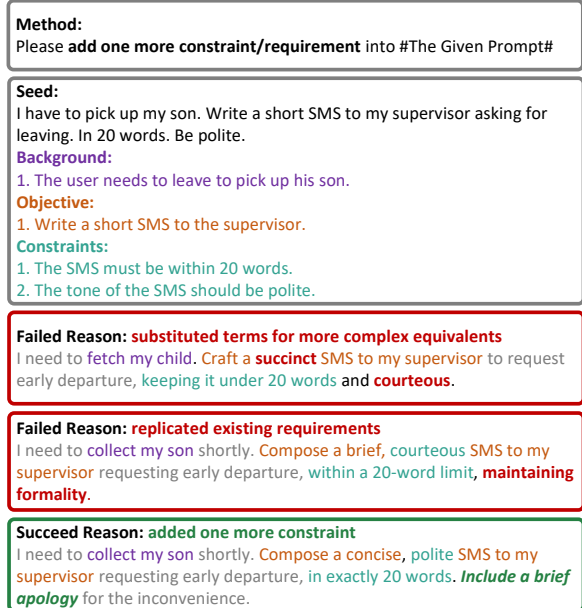 Method:
Please add one more constraint/requirement into #The Given Prompt#
Seed:
I have to pick up my son. Write a short SMS to my supervisor asking for
leaving. In 20 words. Be polite.
Background:
1. The user needs to leave to pick up his son.
Objective:
1. Write a short SMS to the supervisor.
Constraints:
1. The SMS must be within 20 words.
2. The tone of the SMS should be polite.
Failed Reason: substituted terms for more complex equivalents
I need to fetch my child. Craft a succinct SMS to my supervisor to request
early departure, keeping it under 20 words and courteous.
Failed Reason: replicated existing requirements
I need to collect my son shortly. Compose a brief, courteous SMS to my
supervisor requesting early departure, within a 20-word limit, maintaining
formality.
Succeed Reason: added one more constraint
I need to collect my son shortly. Compose a concise, polite SMS to my
supervisor requesting early departure, in exactly 20 words. Include a brief
apology for the inconvenience.